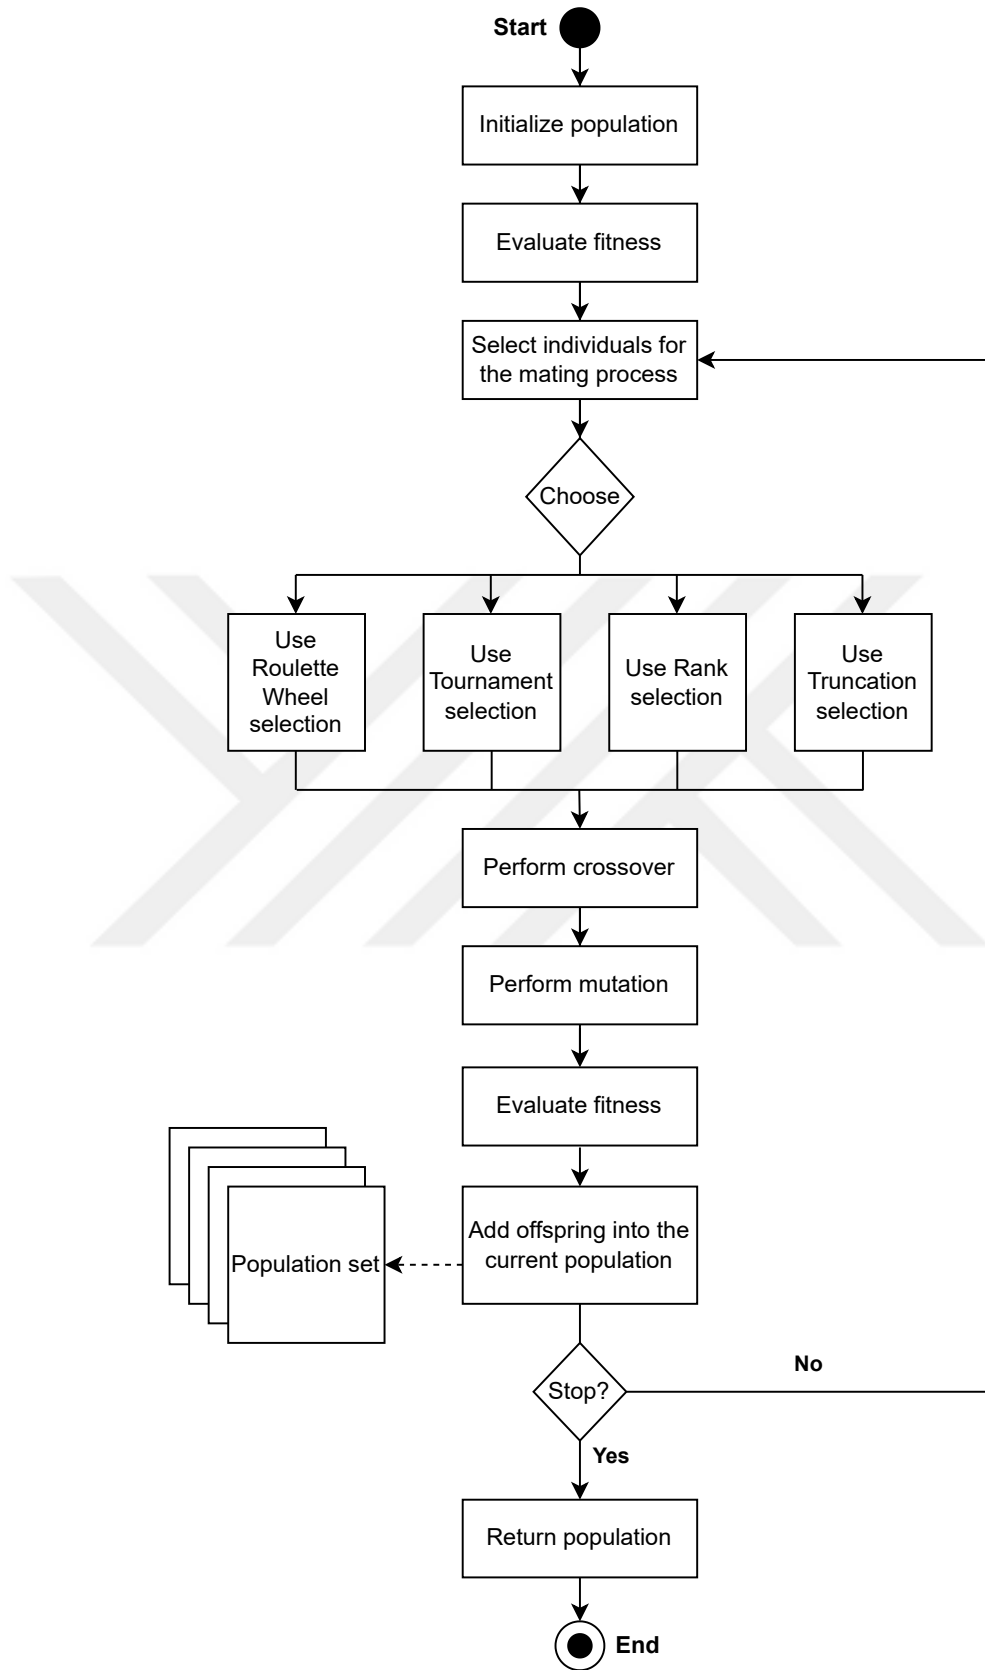 Start
Initialize population
Evaluate fitness
Select individuals for
the mating process
Choose
Use
Roulette
Wheel
selection
Use
Tournament
selection
Use Rank
selection
Use
Truncation
selection
Perform crossover
Perform mutation
Evaluate fitness
Add offspring into the
current population
Population set
Stop?
No
Yes
Return population
End